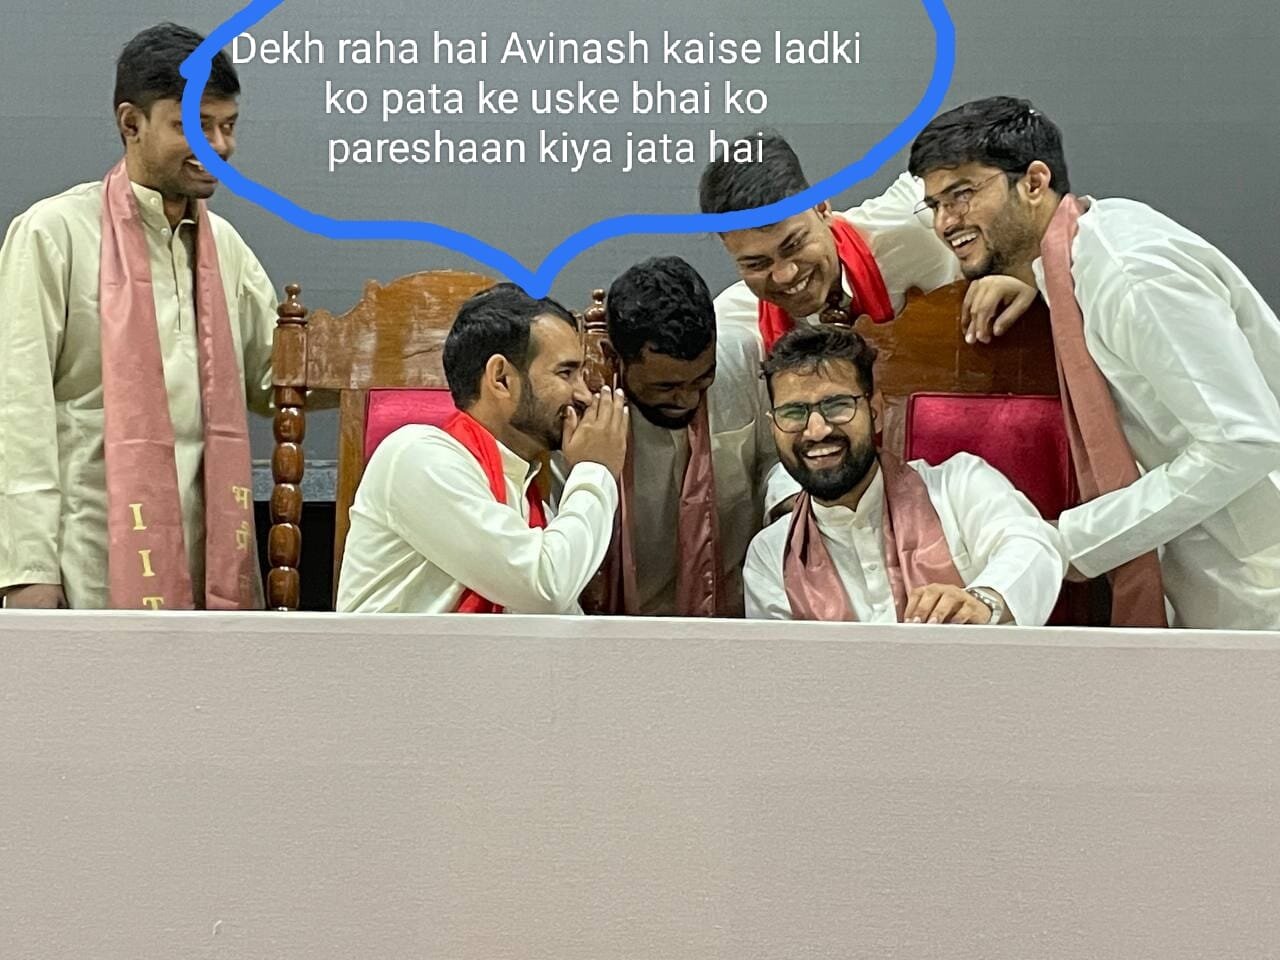 Dekh raha hai Avinash kaise ladki
ko pata ke uske bhai ko
pareshaan kiya jata hai
I
I
T